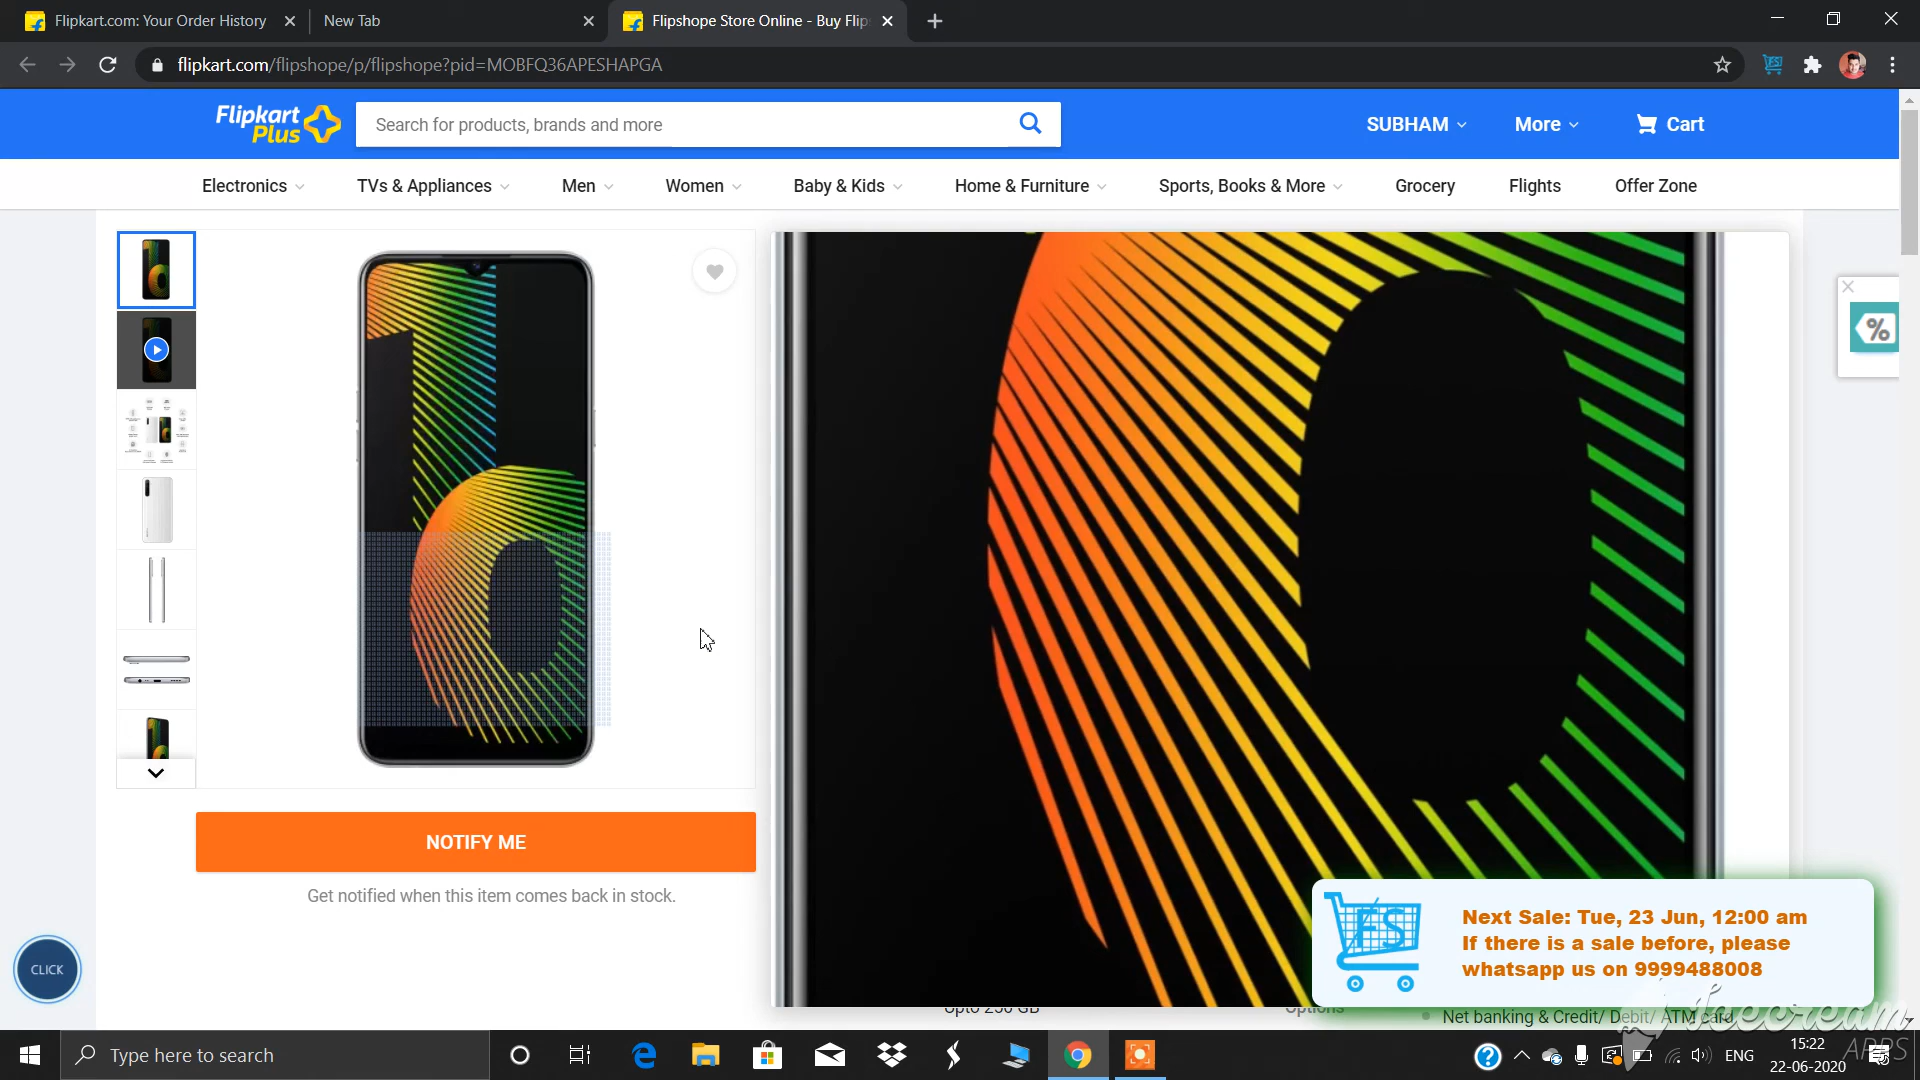 Flipkart.com: Your Order History
New Tab
Flipshope Store Online - Buy Flip
flipkart.com/flipshope/p/flipshope?pid=MOBFQ36APESHAPGA
Flipkart
Plus
Search for products, brands and more
SUBHAM
More
Cart
Electronics
TVs & Appliances
Men
Women
Baby & Kids
Home & Furniture
Sports, Books & More
Grocery
Flights
Offer Zone
%
NOTIFY ME
Get notified when this item comes back in stock.
CLICK
FS
Next Sale: Tue, 23 Jun, 12:00 am
If there is a sale before, please
whatsapp us on 9999488008
Net banking & Credit/ Debit/ ATM card
Icecream
APPS
Type here to search
ENG
15:22
22-06-2020